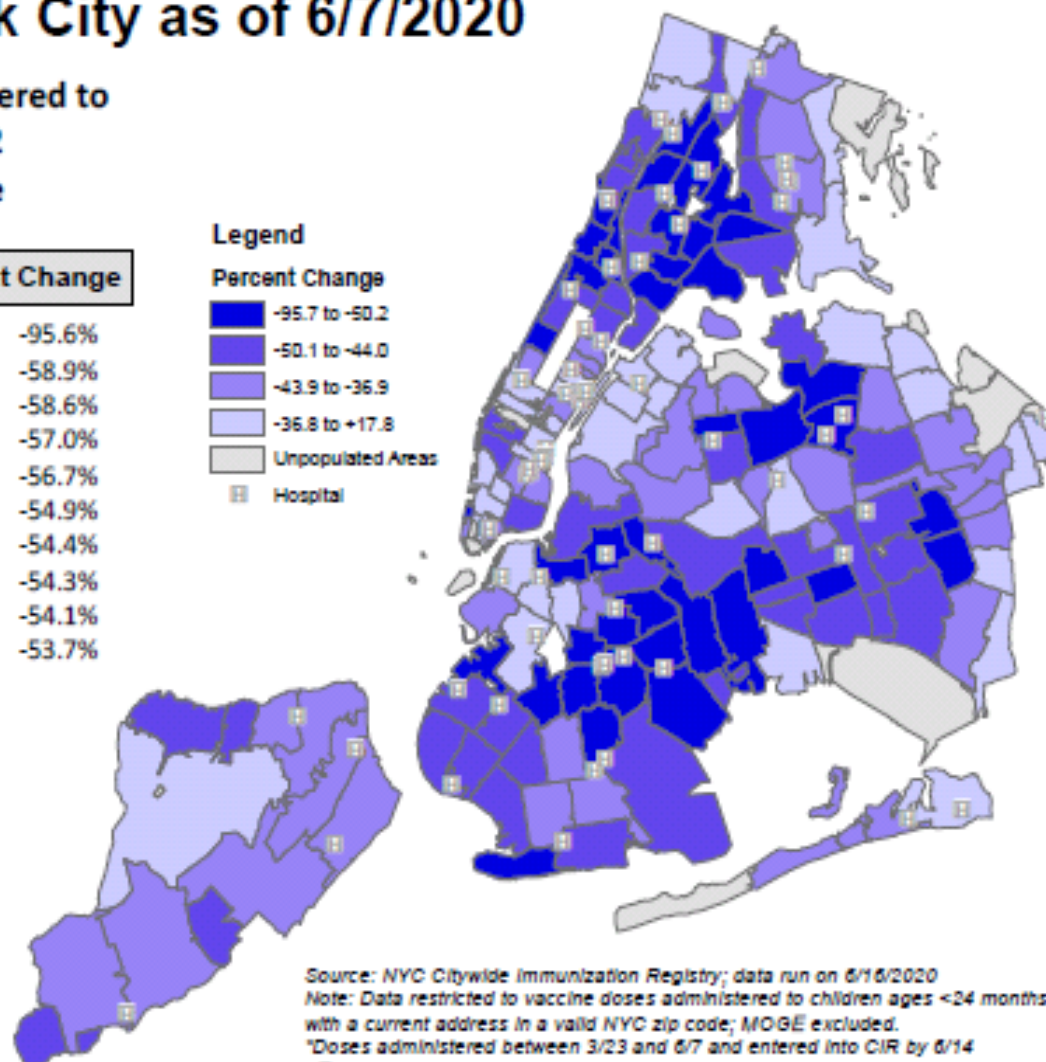 k City as of 6/7/2020
ered to
e
t Change
-95.6%
-58.9%
-58.6%
-57.0%
-56.7%
-54.9%
-54.4%
-54.3%
-54.1%
-53.7%
Legend
Percent Change
-95.7 to -50.2
-50.1 to -44.0
-43.9 to -36.9
-36.8 to +17.8
Unpopulated Areas
Hospital
Source: NYC Citywide Immunization Registry; data run on 6/16/2020
Note: Data restricted to vaccine doses administered to children ages <24 months
with a current address in a valid NYC zip code; MOGE excluded.
*Doses administered between 3/23 and 6/7 and entered into CIR by 6/14